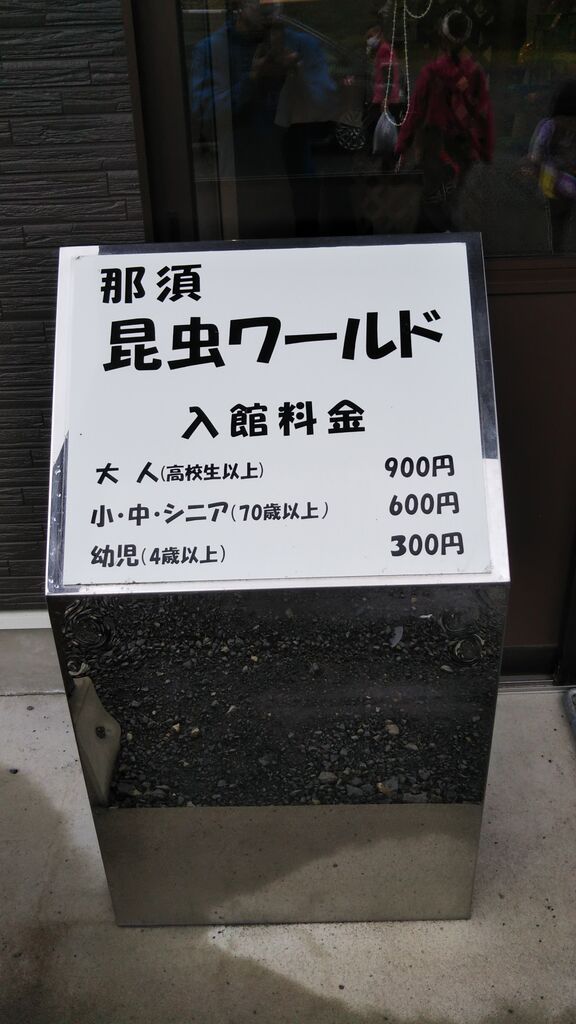 那須
昆虫ワールド
入館料金
大 人(高校生以上) 900円
小・中・シニア(70歳以上) 600円
幼児(4歳以上) 300円